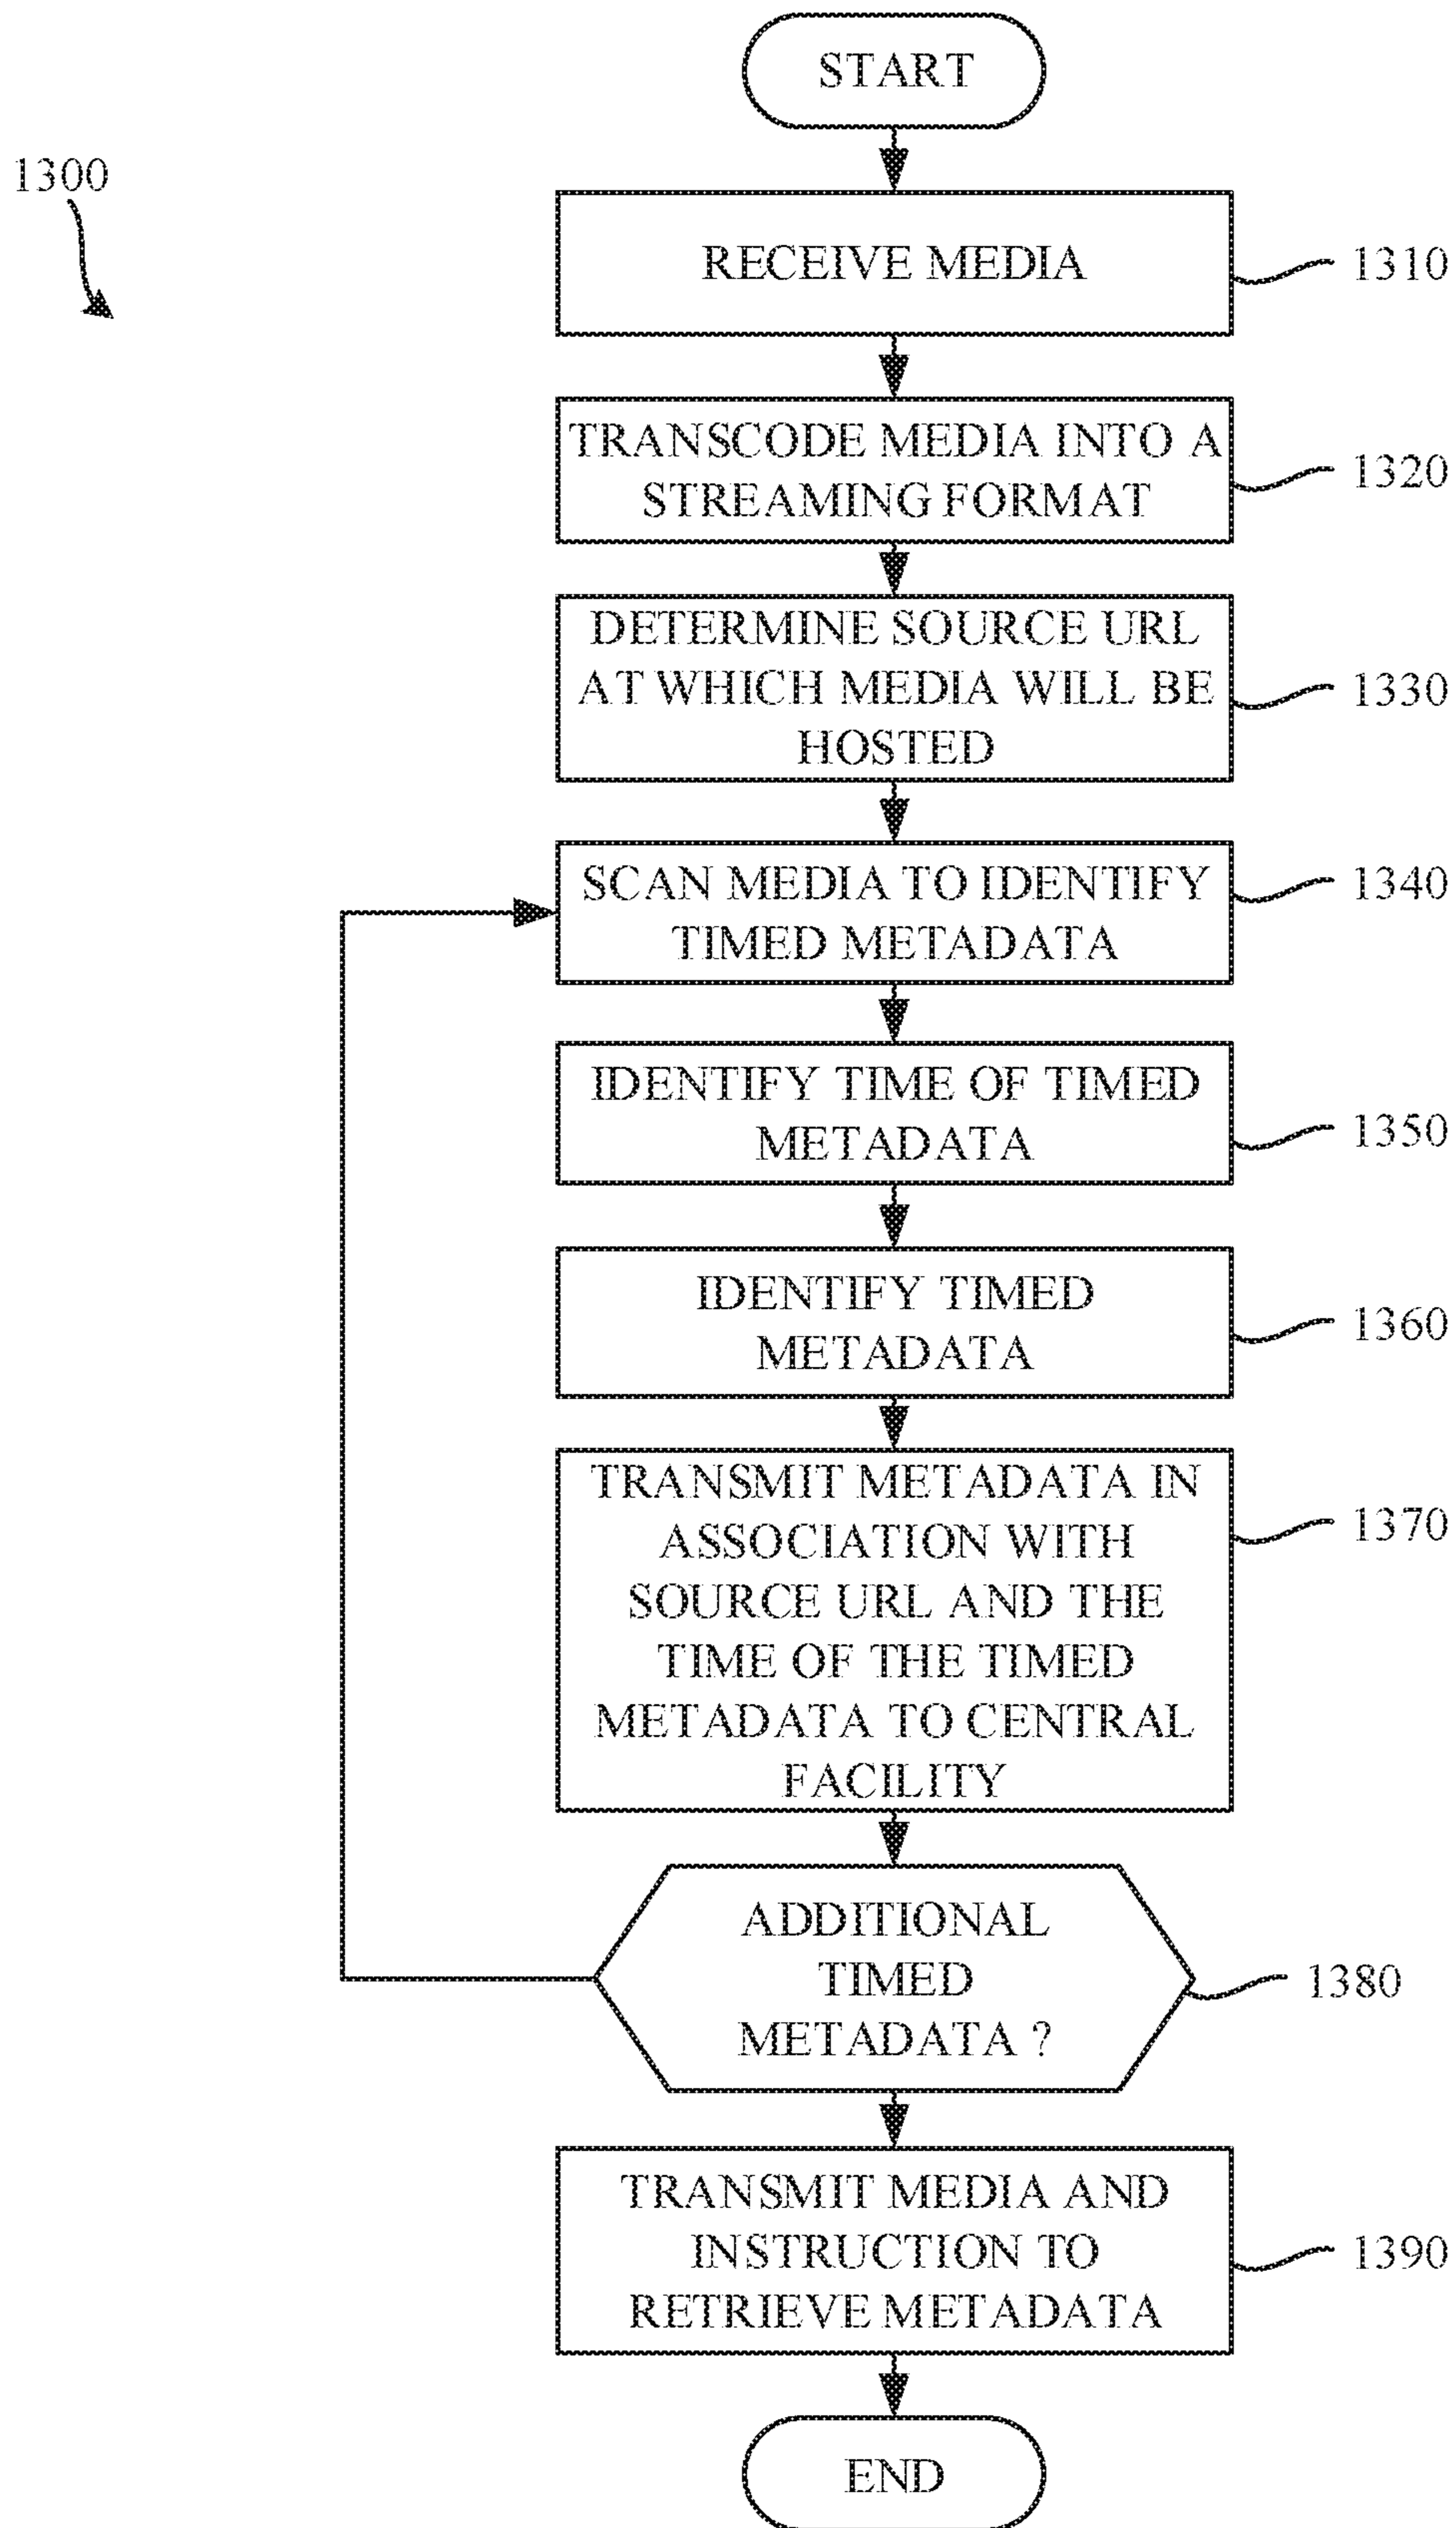 START
1300
RECEIVE MEDIA
1310
TRANSCODE MEDIA INTO A
STREAMING FORMAT
1320
DETERMINE SOURCE URL
AT WHICH MEDIA WILL BE
HOSTED
1330
SCAN MEDIA TO IDENTIFY
TIMED METADATA
1340
IDENTIFY TIME OF TIMED
METADATA
1350
IDENTIFY TIMED
METADATA
1360
TRANSMIT METADATA IN
ASSOCIATION WITH
SOURCE URL AND THE
TIME OF THE TIMED
METADATA TO CENTRAL
FACILITY
1370
ADDITIONAL
TIMED
METADATA ?
1380
TRANSMIT MEDIA AND
INSTRUCTION TO
RETRIEVE METADATA
1390
END